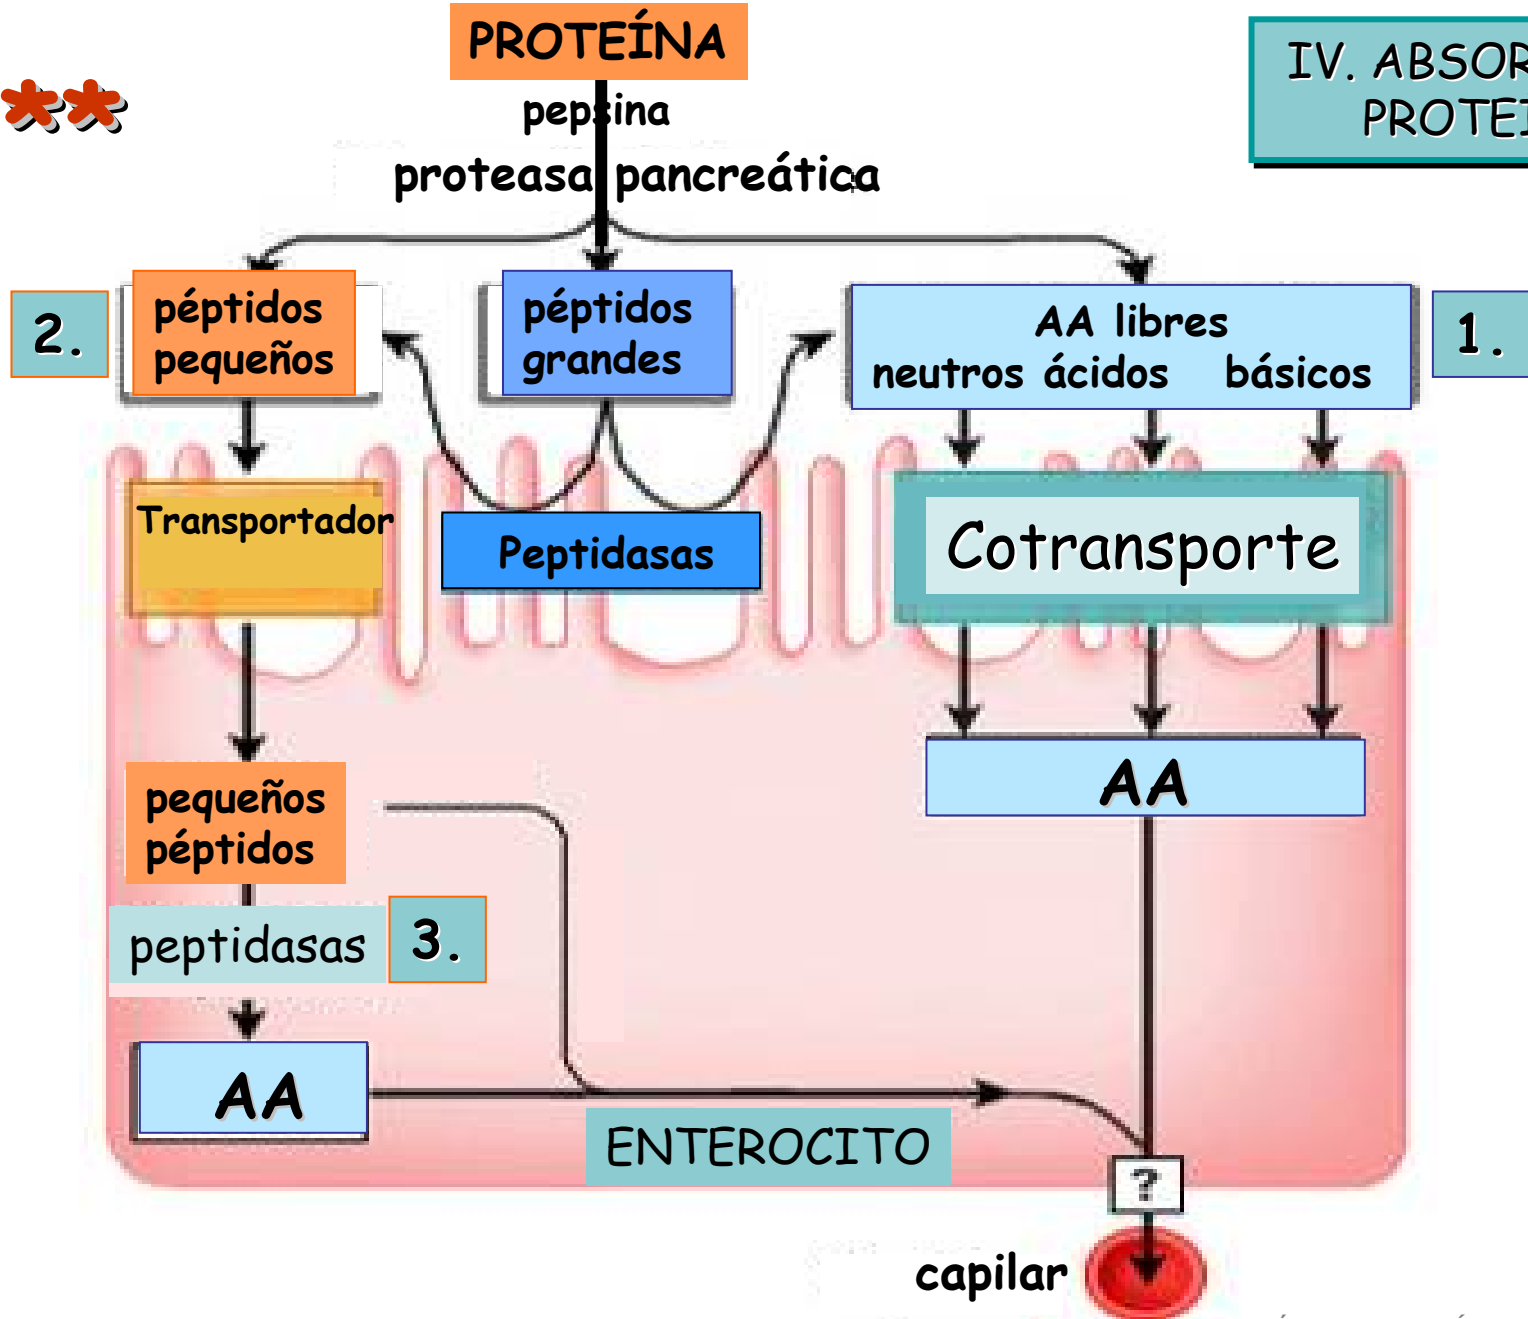 PROTEÍNA
IV. ABSOR
PROTEI
**
pepsina
proteasa pancreática
2.
péptidos
pequeños
péptidos
grandes
AA libres
neutros ácidos básicos
1.
Transportador
Peptidasas
Cotransporte
pequeños
péptidos
AA
peptidasas
3.
AA
ENTEROCITO
?
capilar